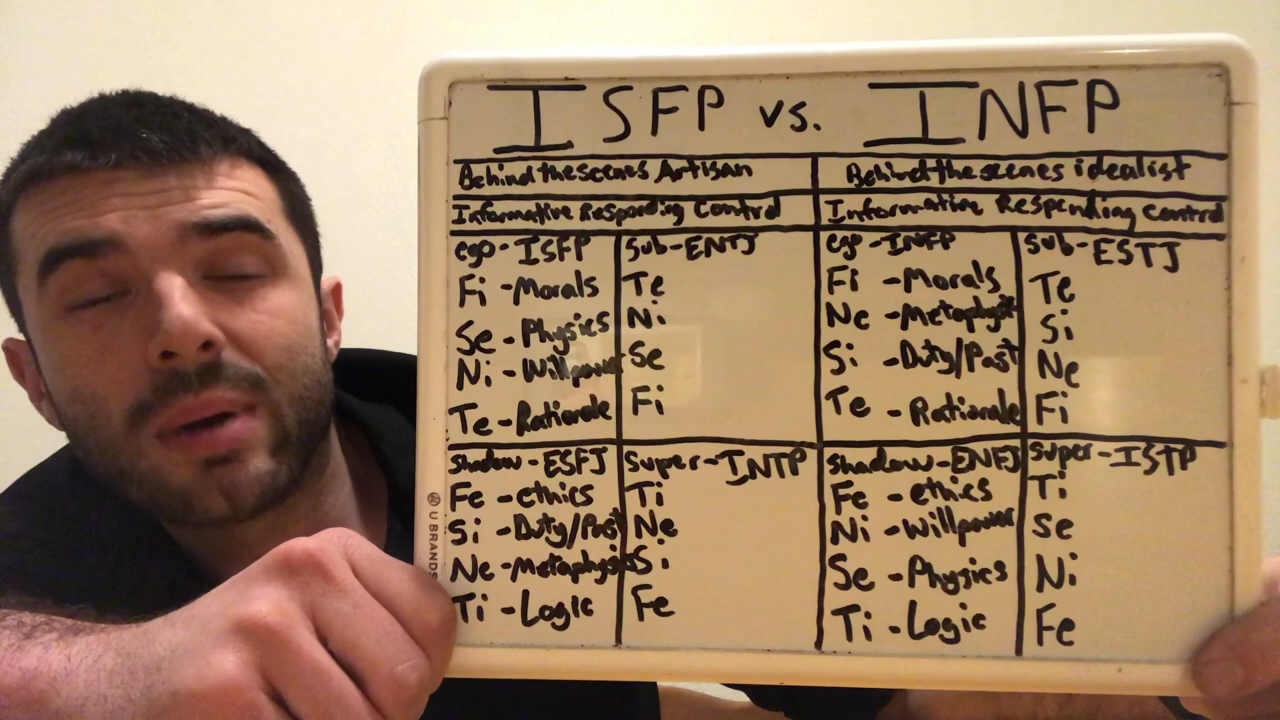 ISFP vs. INFP
Behind the scenes Artisan
Behind the scenes idealist
Informative Responding Control
Informative Responding Control
ego-ISFP
Fi -Morals
Se -Physics
Ni -Willpower
Te -Rationale
sub-ENTJ
Te
Ni
Se
Fi
ego-INFP
Fi -Morals
Ne -Metaphysics
Si -Duty/Past
Te -Rationale
sub-ESTJ
Te
Si
Ne
Fi
shadow-ESFJ
Fe -ethics
Si -Duty/Past
Ne -metaphysics
Ti -Logic
super-INTP
Ti
Ne
Si
Fe
shadow-ENFJ
Fe -ethics
Ni -Willpower
Se -Physics
Ti -Logic
super-ISTP
Ti
Se
Ni
Fe
U BRANDS